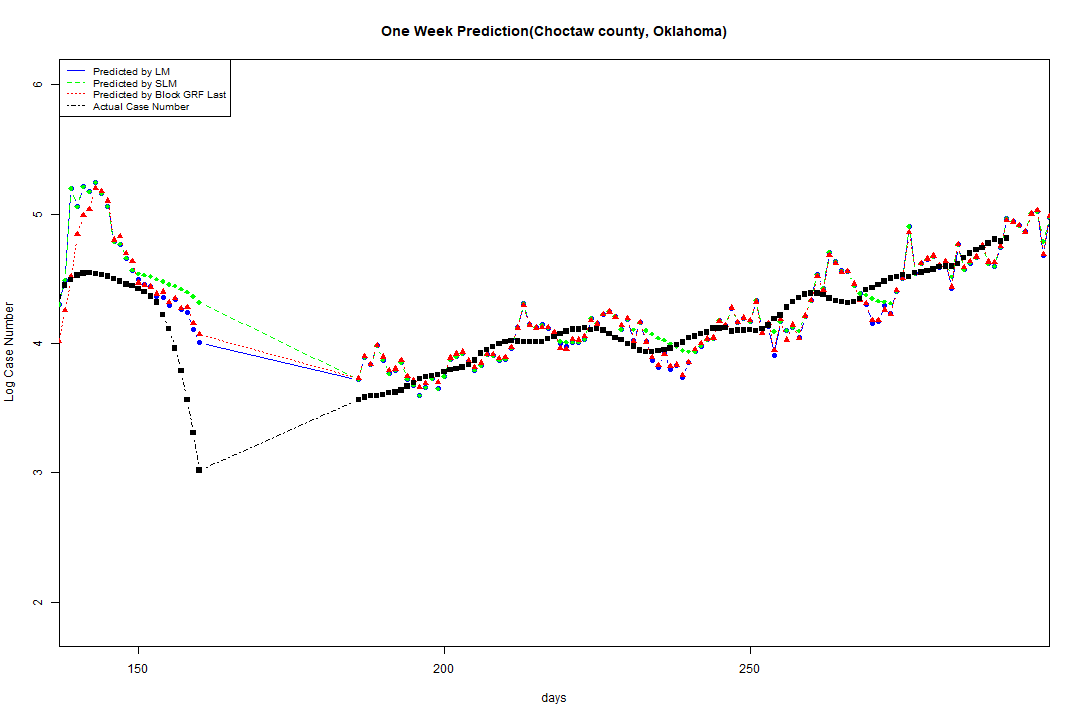 One Week Prediction(Choctaw county, Oklahoma)
Predicted by LM
Predicted by SLM
Predicted by Block GRF Last
Actual Case Number
6
5
4
3
2
Log Case Number
150
200
250
days